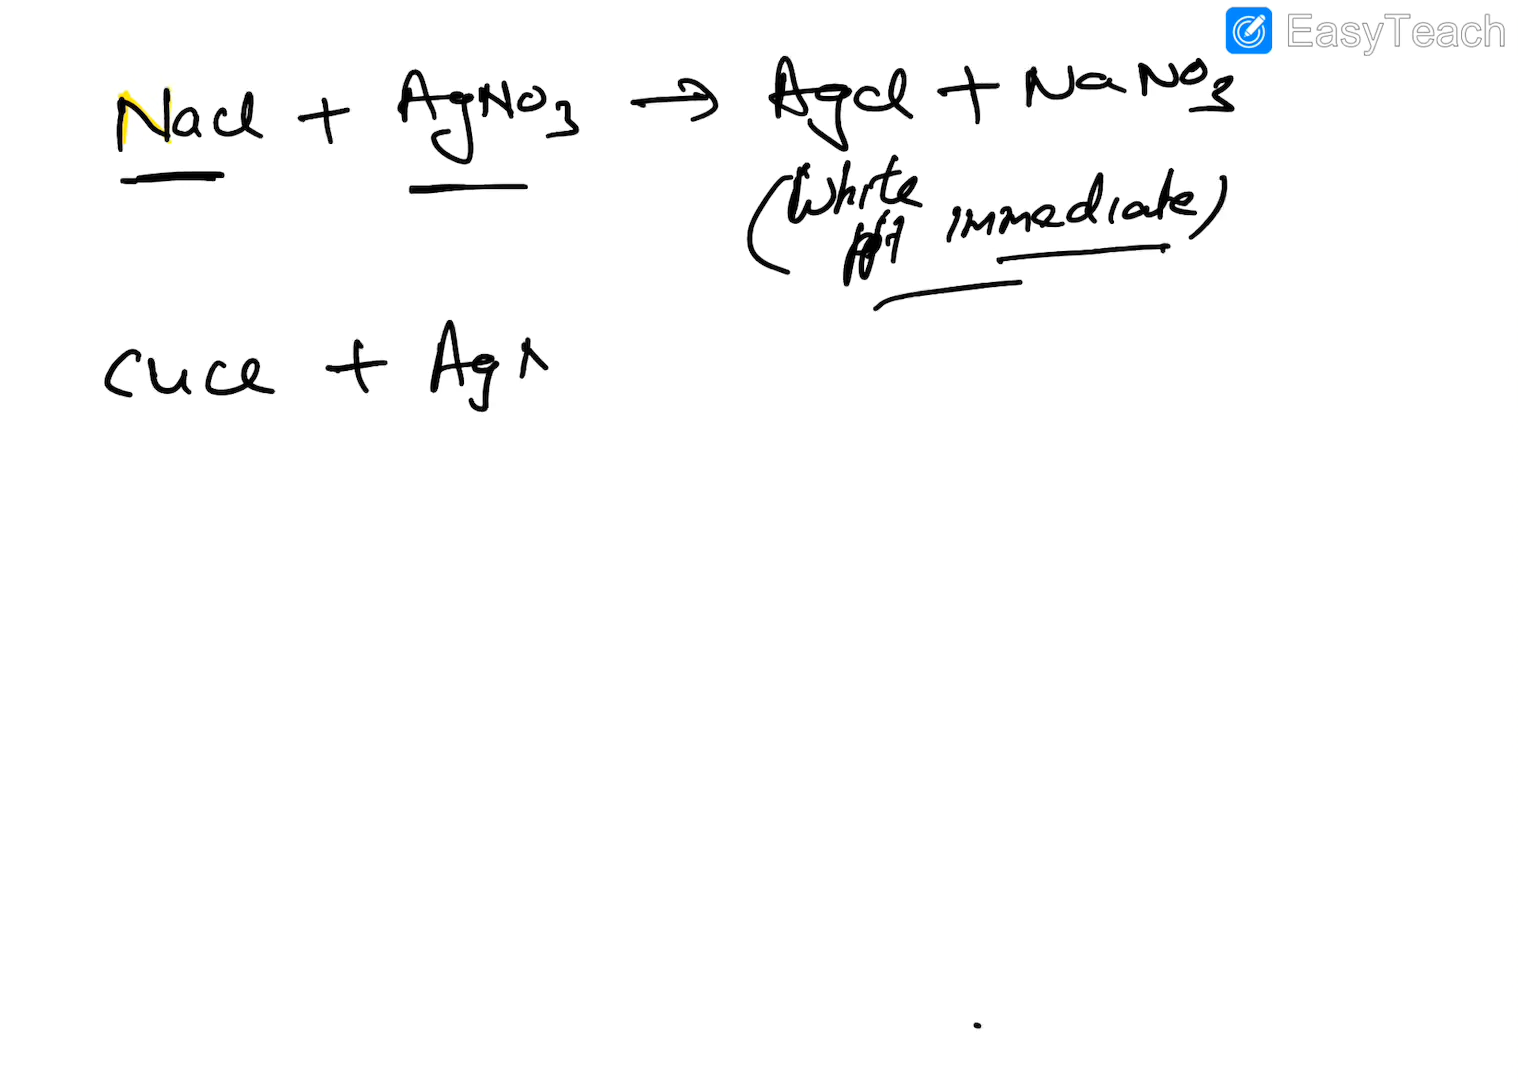 EasyTeach
NaCl + AgNO3 → AgCl + NaNO3
(White
ppt immediate)
CuCl + Ag